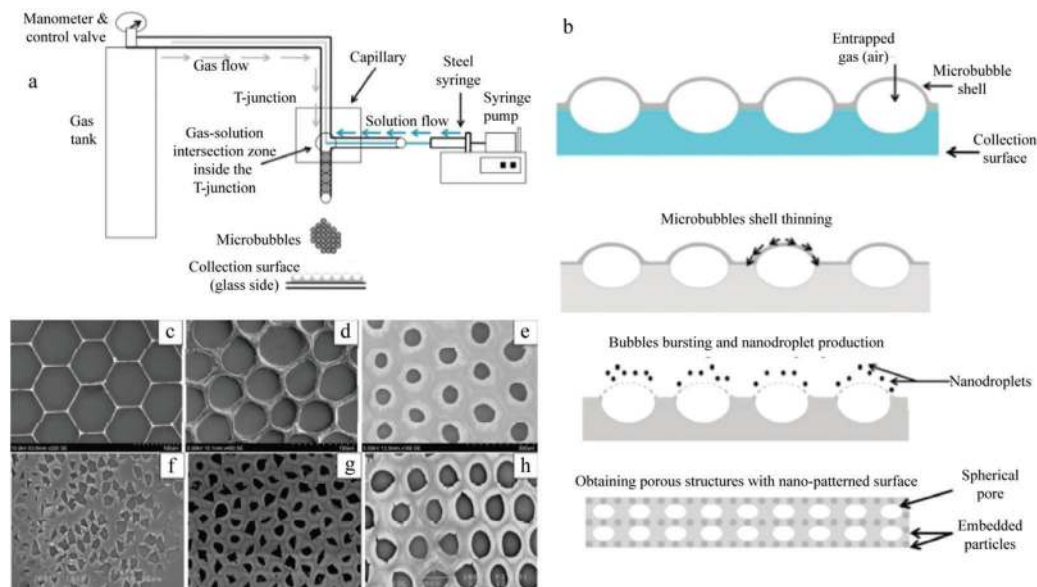 a
Manometer &
control valve
Gas flow
Capillary
Steel
syringe
Syringe
pump
T-junction
Solution flow
Gas
tank
Gas-solution
intersection zone
inside the
T-junction
Microbubbles
Collection surface
(glass side)
b
Entrapped
gas (air)
Microbubble
shell
Collection
surface
Microbubbles shell thinning
Bubbles bursting and nanodroplet production
Nanodroplets
Obtaining porous structures with nano-patterned surface
Spherical
pore
Embedded
particles
c
d
e
f
g
h